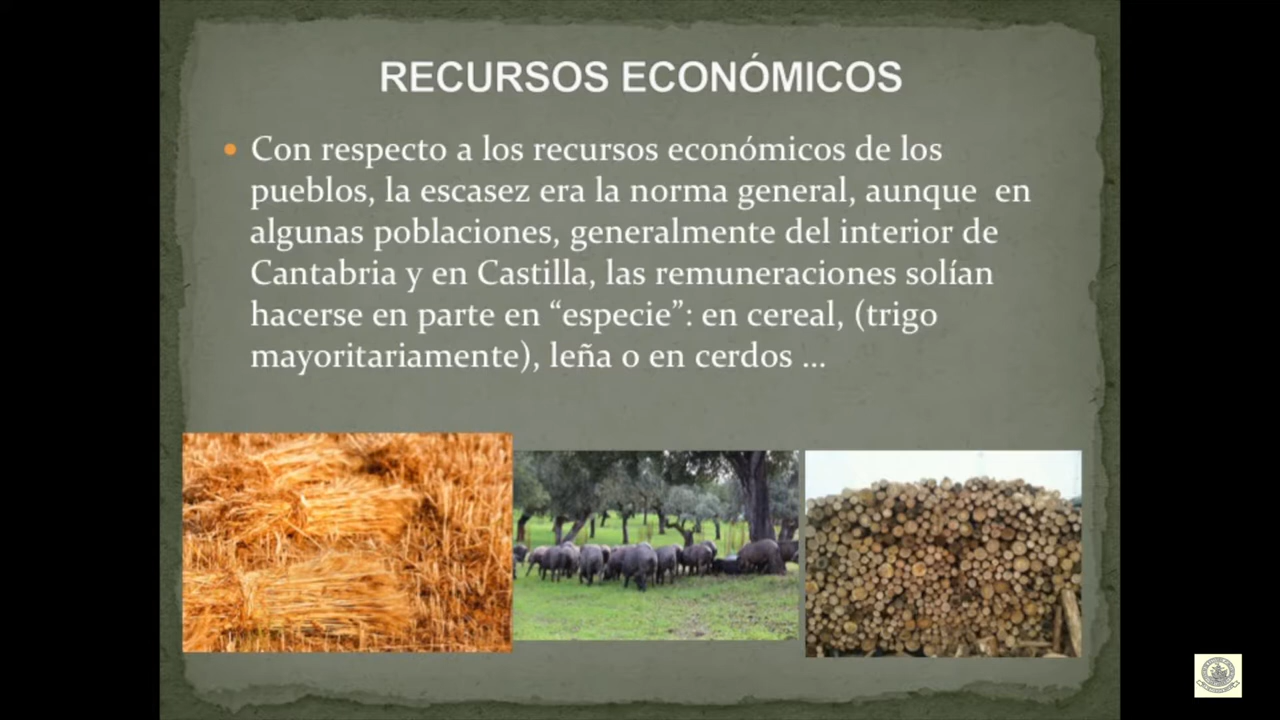 RECURSOS ECONÓMICOS
• Con respecto a los recursos económicos de los
pueblos, la escasez era la norma general, aunque  en
algunas poblaciones, generalmente del interior de
Cantabria y en Castilla, las remuneraciones solían
hacerse en parte en “especie”: en cereal, (trigo
mayoritariamente), leña o en cerdos ...